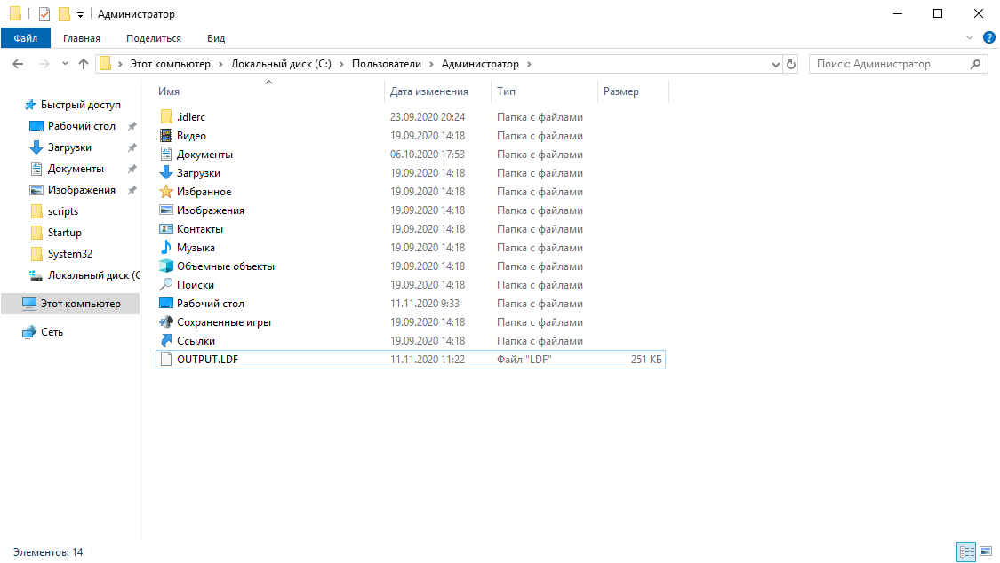 Администратор
Файл Главная Поделиться Вид
Этот компьютер Локальный диск (C:) Пользователи Администратор Поиск: Администратор
Имя Дата изменения Тип Размер
Быстрый доступ
Рабочий стол
Загрузки
Документы
Изображения
scripts
Startup
System32
Локальный диск (C
Этот компьютер
Сеть
.idlerc 23.09.2020 20:24 Папка с файлами
Видео 19.09.2020 14:18 Папка с файлами
Документы 06.10.2020 17:53 Папка с файлами
Загрузки 19.09.2020 14:18 Папка с файлами
Избранное 19.09.2020 14:18 Папка с файлами
Изображения 19.09.2020 14:18 Папка с файлами
Контакты 19.09.2020 14:18 Папка с файлами
Музыка 19.09.2020 14:18 Папка с файлами
Объемные объекты 19.09.2020 14:18 Папка с файлами
Поиски 19.09.2020 14:18 Папка с файлами
Рабочий стол 11.11.2020 9:33 Папка с файлами
Сохраненные игры 19.09.2020 14:18 Папка с файлами
Ссылки 19.09.2020 14:18 Папка с файлами
OUTPUT.LDF 11.11.2020 11:22 Файл "LDF" 251 КБ
Элементов: 14